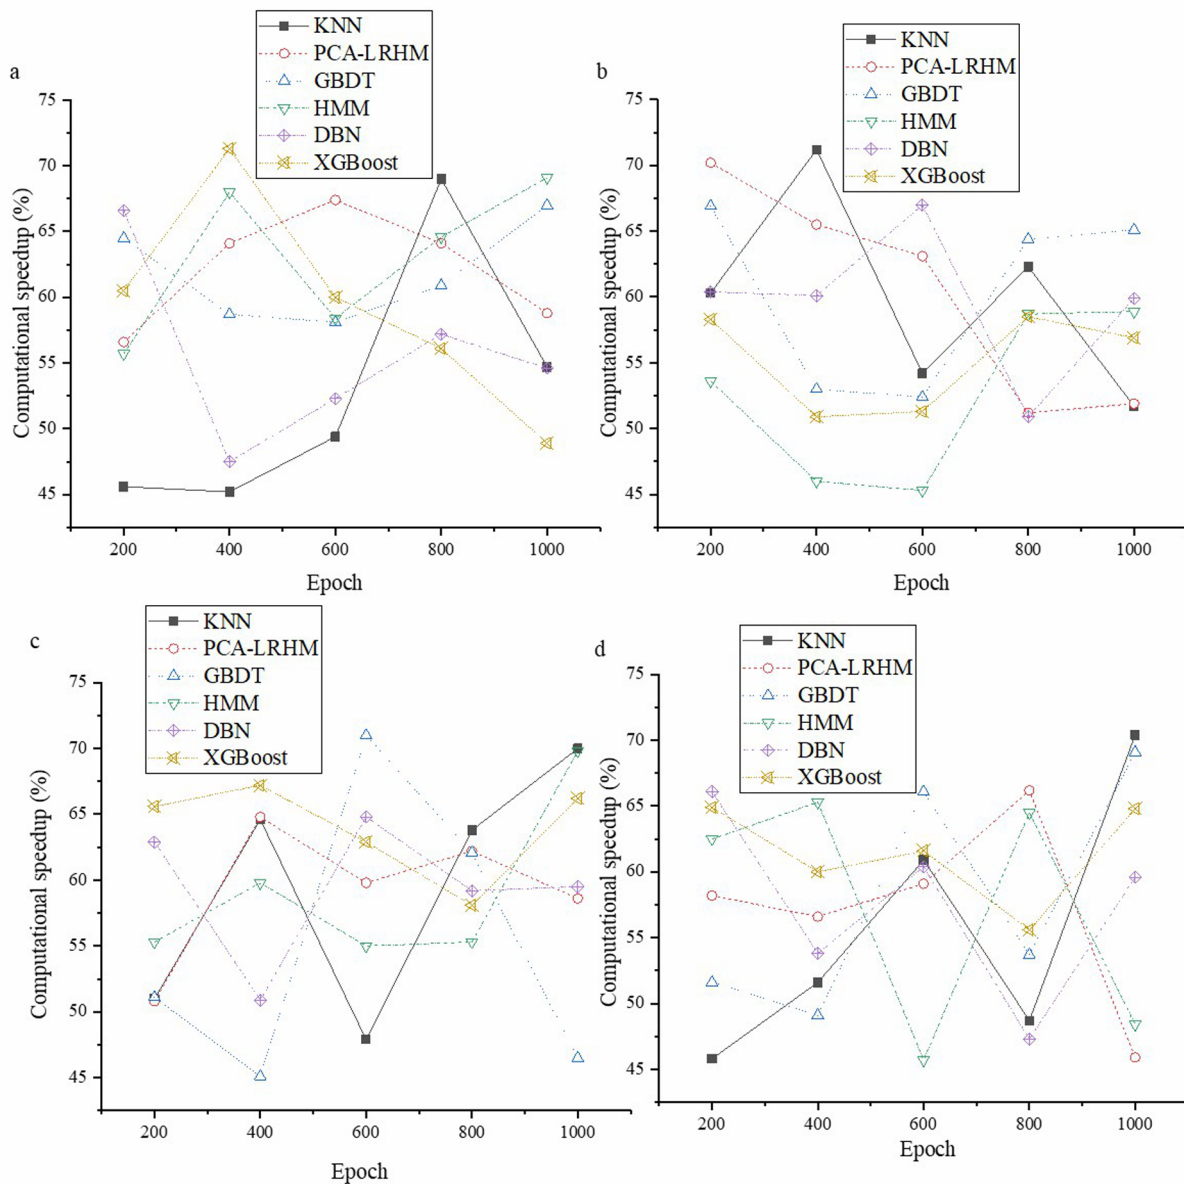 a
KNN
PCA-LRHM
GBDT
HMM
DBN
XGBoost
Computational speedup (%)
75
70
65
60
55
50
45
200 400 600 800 1000
Epoch
b
KNN
PCA-LRHM
GBDT
HMM
DBN
XGBoost
Computational speedup (%)
75
70
65
60
55
50
45
200 400 600 800 1000
Epoch
c
KNN
PCA-LRHM
GBDT
HMM
DBN
XGBoost
Computational speedup (%)
75
70
65
60
55
50
45
200 400 600 800 1000
Epoch
d
KNN
PCA-LRHM
GBDT
HMM
DBN
XGBoost
Computational speedup (%)
75
70
65
60
55
50
45
200 400 600 800 1000
Epoch